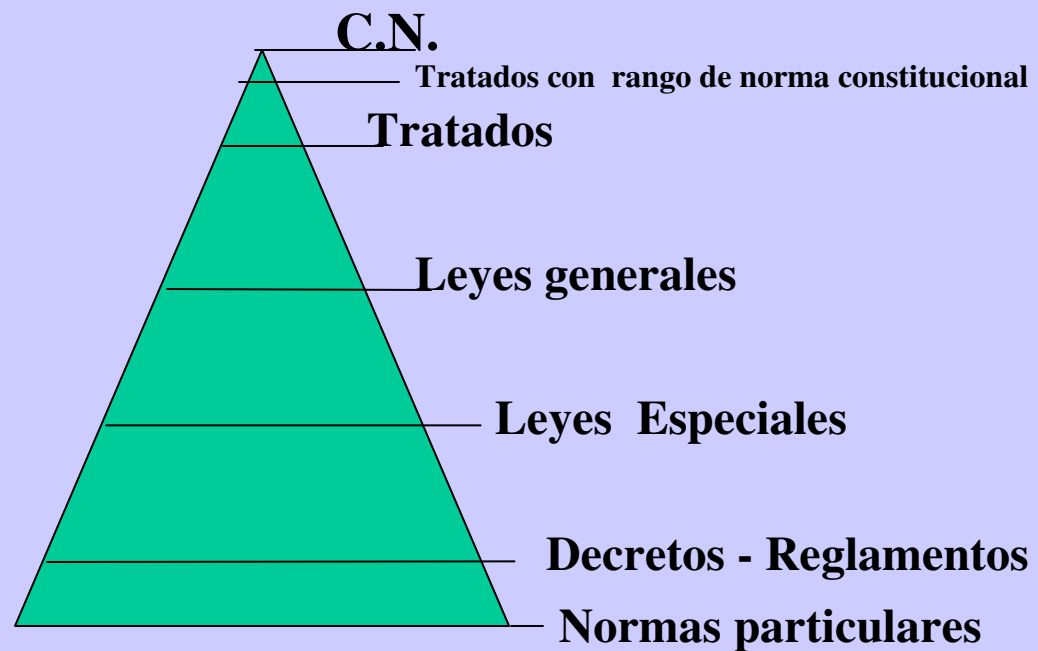 C.N.
Tratados con rango de norma constitucional
Tratados
Leyes generales
Leyes Especiales
Decretos - Reglamentos
Normas particulares